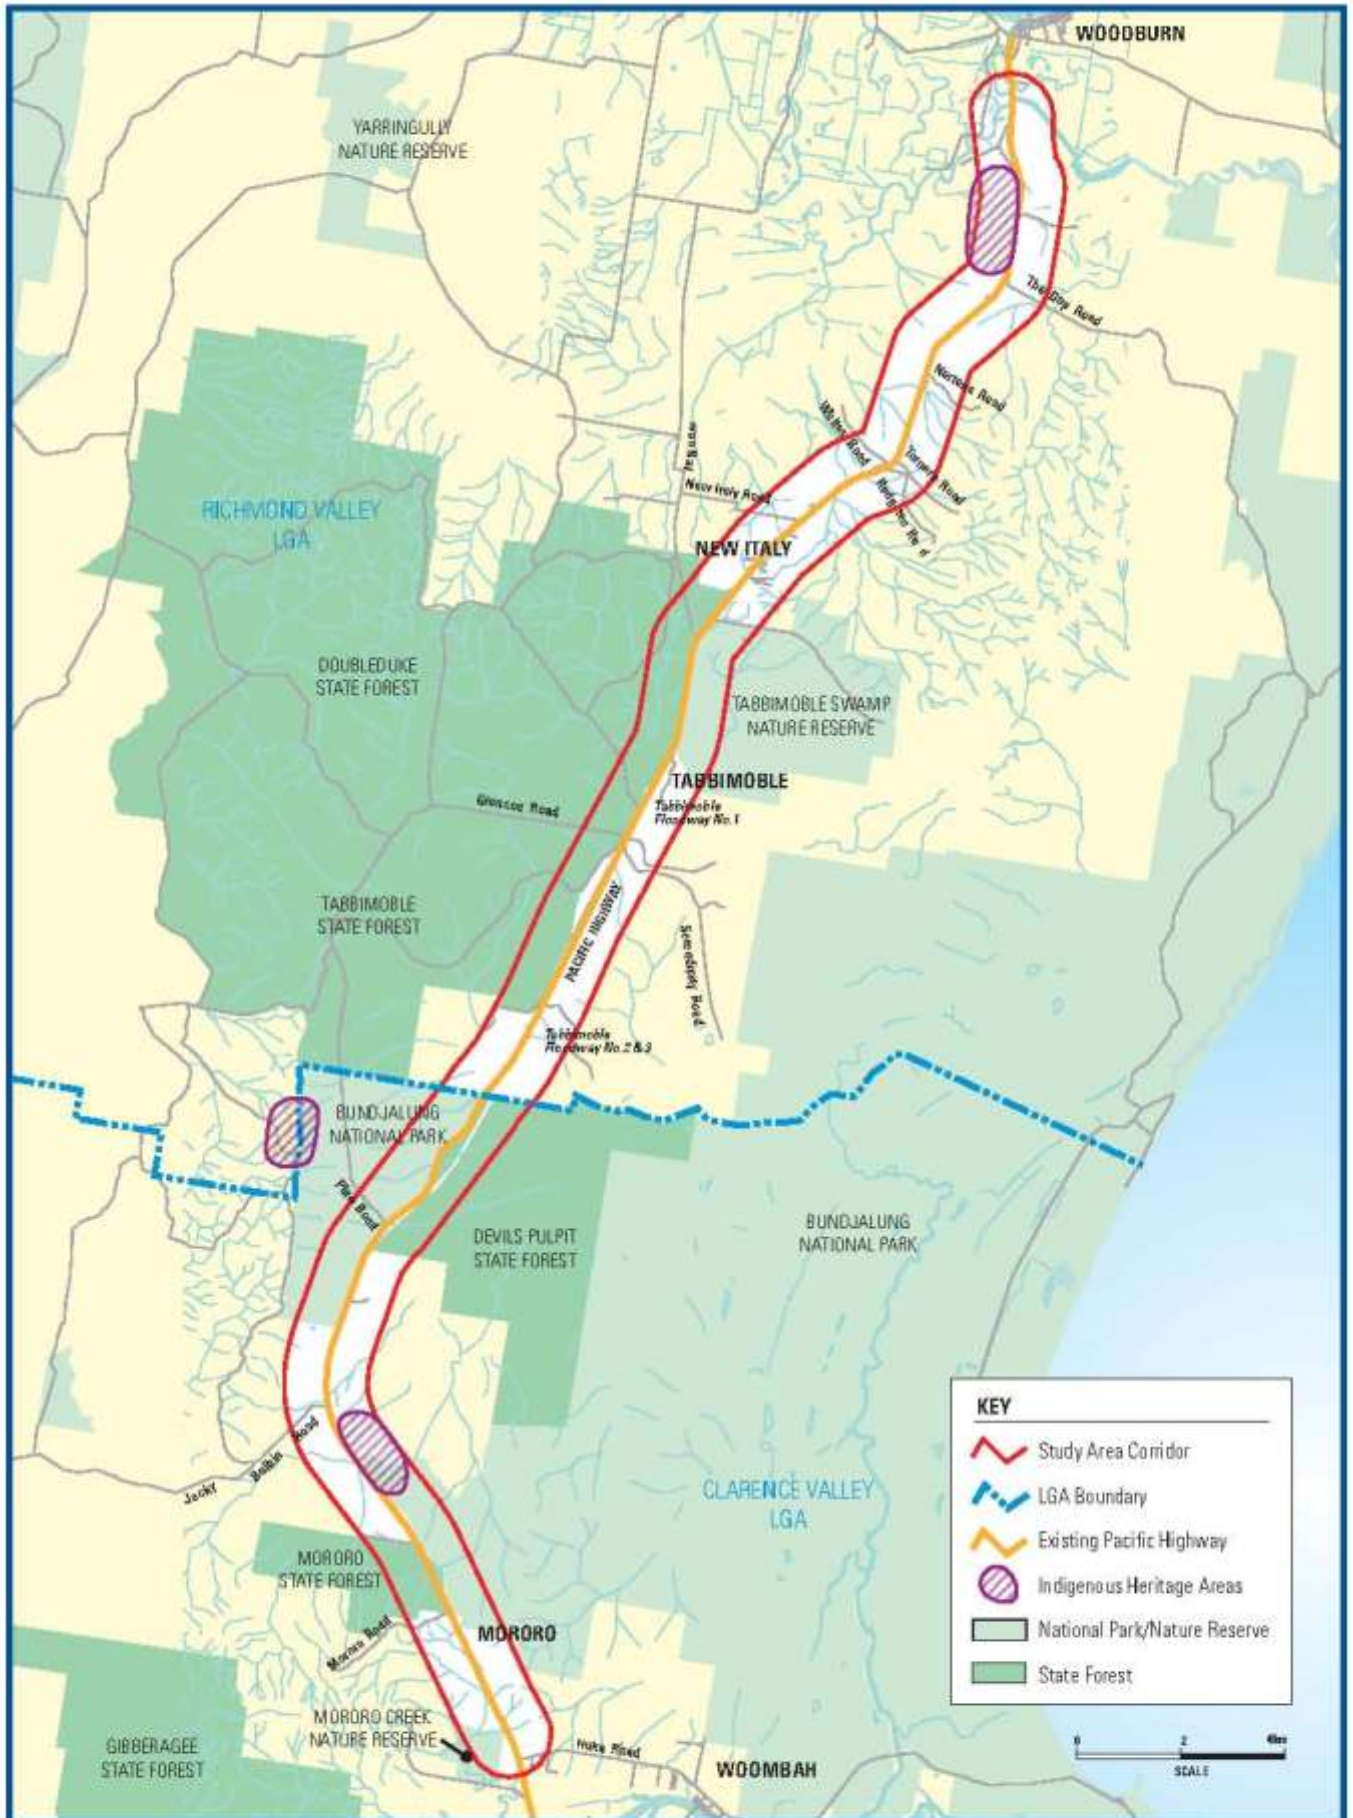 WOODBURN
YARRINGULLY
NATURE RESERVE
The Gap Road
Nortons Road
New Italy Road
RICHMOND VALLEY
LGA
NEW ITALY
DOUBLEDUKE
STATE FOREST
TABBIMOBLE SWAMP
NATURE RESERVE
TABBIMOBLE
Tabbimoble
Floodway No.1
Glencoe Road
PACIFIC HIGHWAY
TABBIMOBLE
STATE FOREST
Road
Tabbimoble
Floodway No.2 & 3
BUNDJALUNG
NATIONAL PARK
Road
DEVILS PULPIT
STATE FOREST
BUNDJALUNG
NATIONAL PARK
Jacky Bulbin Road
CLARENCE VALLEY
LGA
MORORO
STATE FOREST
Mororo Road
MORORO
MORORO CREEK
NATURE RESERVE
GIBBERAGEE
STATE FOREST
Road
WOOMBAH
KEY
Study Area Corridor
LGA Boundary
Existing Pacific Highway
Indigenous Heritage Areas
National Park/Nature Reserve
State Forest
0 2 4km
SCALE